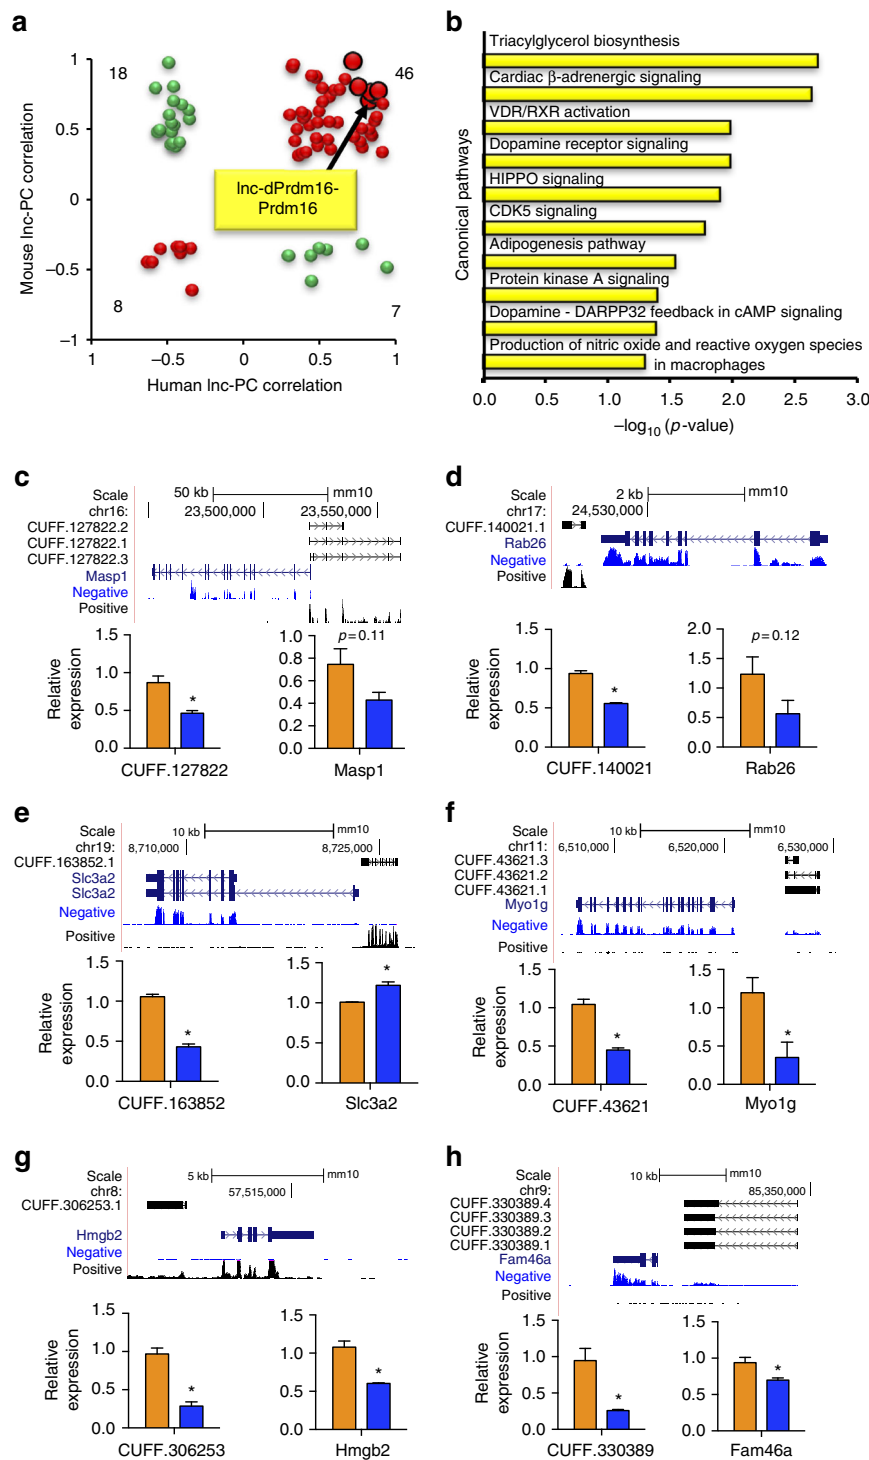 a
1
0.5
0
−0.5
−1
Mouse lnc-PC correlation
18
46
8
7
lnc-dPrdm16-
Prdm16
1
−0.5
0
0.5
1
Human lnc-PC correlation
b
Canonical pathways
Triacylglycerol biosynthesis
Cardiac β-adrenergic signaling
VDR/RXR activation
Dopamine receptor signaling
HIPPO signaling
CDK5 signaling
Adipogenesis pathway
Protein kinase A signaling
Dopamine - DARPP32 feedback in cAMP signaling
Production of nitric oxide and reactive oxygen species
in macrophages
0.0 0.5 1.0 1.5 2.0 2.5 3.0
−log10 (p-value)
c
Scale 50 kb mm10
chr16: 23,500,000 23,550,000
CUFF.127822.2
CUFF.127822.1
CUFF.127822.3
Masp1
Negative
Positive
Relative
expression
1.5
1.0
0.5
0.0
*
CUFF.127822
1.0
0.8
0.6
0.4
0.2
0.0
p=0.11
Masp1
d
Scale 2 kb mm10
chr17: 24,530,000
CUFF.140021.1
Rab26
Negative
Positive
Relative
expression
1.5
1.0
0.5
0.0
*
CUFF.140021
2.0
1.5
1.0
0.5
0.0
p=0.12
Rab26
e
Scale 10 kb mm10
chr19: 8,710,000 8,725,000
CUFF.163852.1
Slc3a2
Slc3a2
Negative
Positive
Relative
expression
1.5
1.0
0.5
0.0
*
CUFF.163852
1.5
1.0
0.5
0.0
*
Slc3a2
f
Scale 10 kb mm10
chr11: 6,510,000 6,520,000 6,530,000
CUFF.43621.3
CUFF.43621.2
CUFF.43621.1
Myo1g
Negative
Positive
Relative
expression
1.5
1.0
0.5
0.0
*
CUFF.43621
1.5
1.0
0.5
0.0
*
Myo1g
g
Scale 5 kb mm10
chr8: 57,515,000
CUFF.306253.1
Hmgb2
Negative
Positive
Relative
expression
1.5
1.0
0.5
0.0
*
CUFF.306253
1.5
1.0
0.5
0.0
*
Hmgb2
h
Scale 10 kb mm10
chr9: 85,350,000
CUFF.330389.4
CUFF.330389.3
CUFF.330389.2
CUFF.330389.1
Fam46a
Negative
Positive
Relative
expression
1.5
1.0
0.5
0.0
*
CUFF.330389
1.5
1.0
0.5
0.0
*
Fam46a